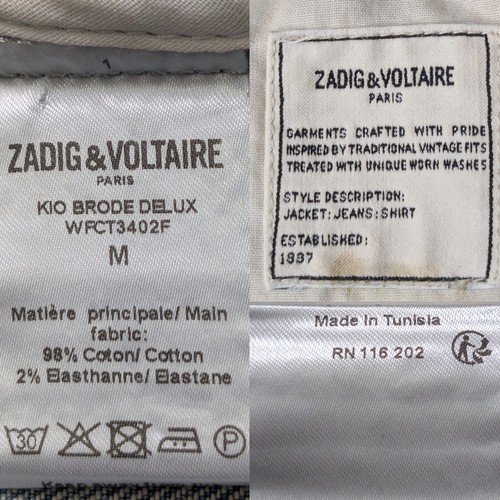 ZADIG&VOLTAIRE
PARIS
KIO BRODE DELUX
WFCT3402F
M
Matière principale/ Main
fabric:
98% Coton/ Cotton
2% Elasthanne/ Elastane
30
P
ZADIG&VOLTAIRE
PARIS
GARMENTS CRAFTED WITH PRIDE
INSPIRED BY TRADITIONAL VINTAGE FITS
TREATED WITH UNIQUE WORN WASHES
STYLE DESCRIPTION:
JACKET: JEANS: SHIRT
ESTABLISHED:
1997
Made In Tunisia
RN 116 202